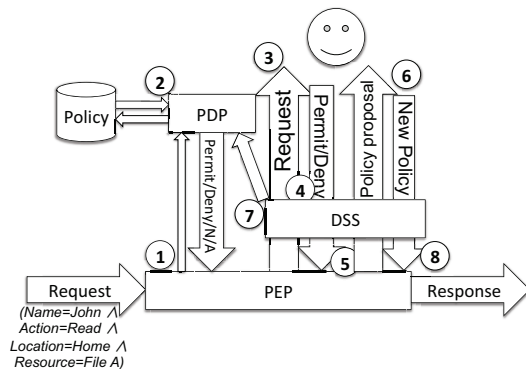 2
3
6
Policy
PDP
Request
Permit/Deny
Policy proposal
New Policy
Permit/Deny/N/A
4
7
DSS
1
5
8
Request
PEP
Response
(Name=John ∧
Action=Read ∧
Location=Home ∧
Resource=File A)